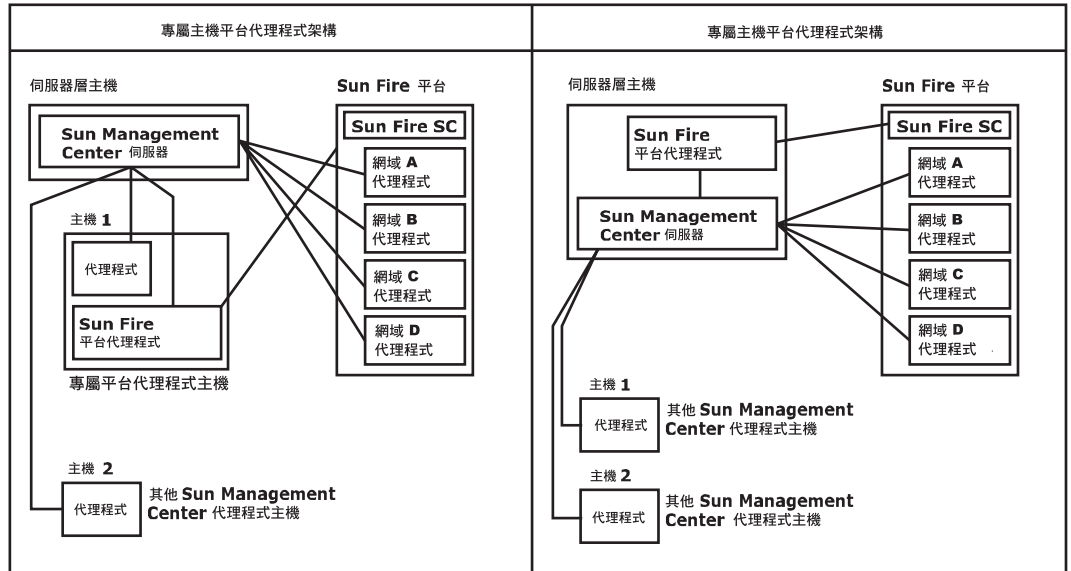 專屬主機平台代理程式架構
伺服器層主機
Sun Management
Center 伺服器
主機 1
代理程式
Sun Fire
平台代理程式
專屬平台代理程式主機
主機 2
代理程式
其他 Sun Management
Center 代理程式主機
Sun Fire 平台
Sun Fire SC
網域 A
代理程式
網域 B
代理程式
網域 C
代理程式
網域 D
代理程式
專屬主機平台代理程式架構
伺服器層主機
Sun Fire
平台代理程式
Sun Management
Center 伺服器
Sun Fire 平台
Sun Fire SC
網域 A
代理程式
網域 B
代理程式
網域 C
代理程式
網域 D
代理程式
主機 1
代理程式
其他 Sun Management
Center 代理程式主機
主機 2
代理程式
其他 Sun Management
Center 代理程式主機